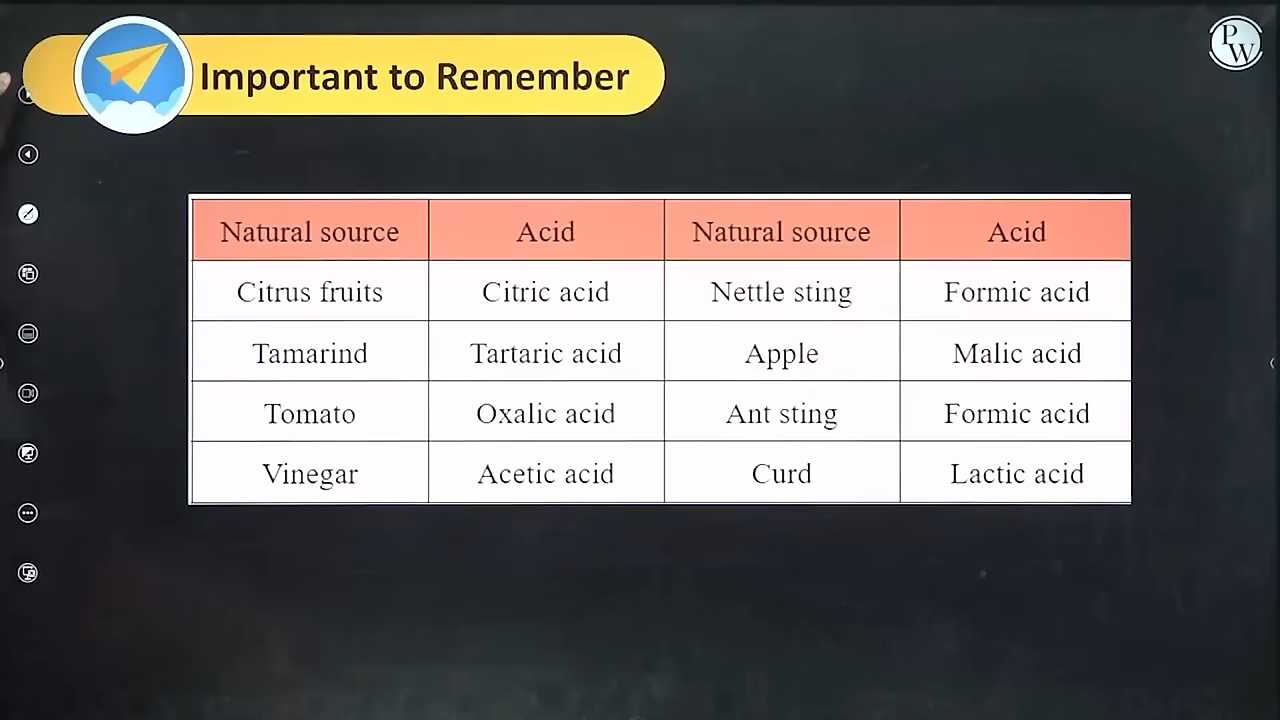 Important to Remember
PW
Natural source Acid Natural source Acid
Citrus fruits Citric acid Nettle sting Formic acid
Tamarind Tartaric acid Apple Malic acid
Tomato Oxalic acid Ant sting Formic acid
Vinegar Acetic acid Curd Lactic acid